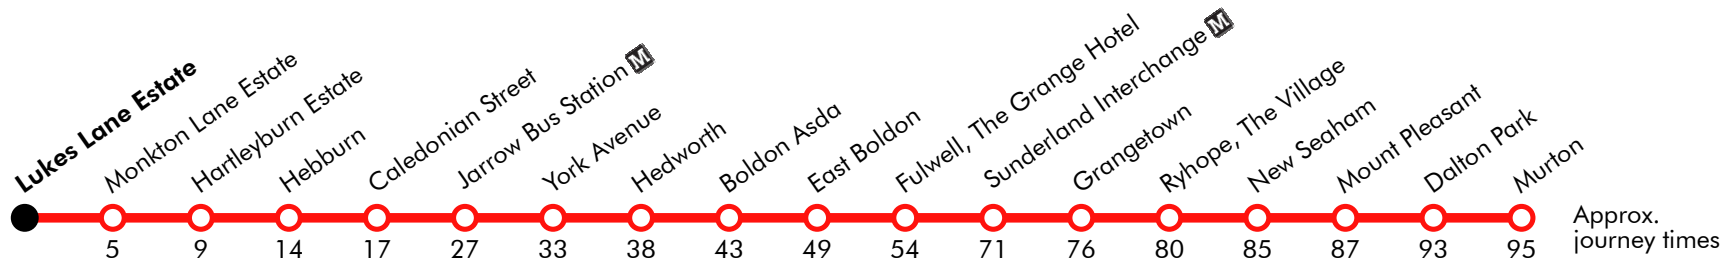 Lukes Lane Estate
Monkton Lane Estate
Hartleyburn Estate
Hebburn
Caledonian Street
Jarrow Bus Station M
York Avenue
Hedworth
Boldon Asda
East Boldon
Fulwell, The Grange Hotel
Sunderland Interchange M
Grangetown
Ryhope, The Village
New Seaham
Mount Pleasant
Dalton Park
Murton
5 9 14 17 27 33 38 43 49 54 71 76 80 85 87 93 95
Approx.
journey times